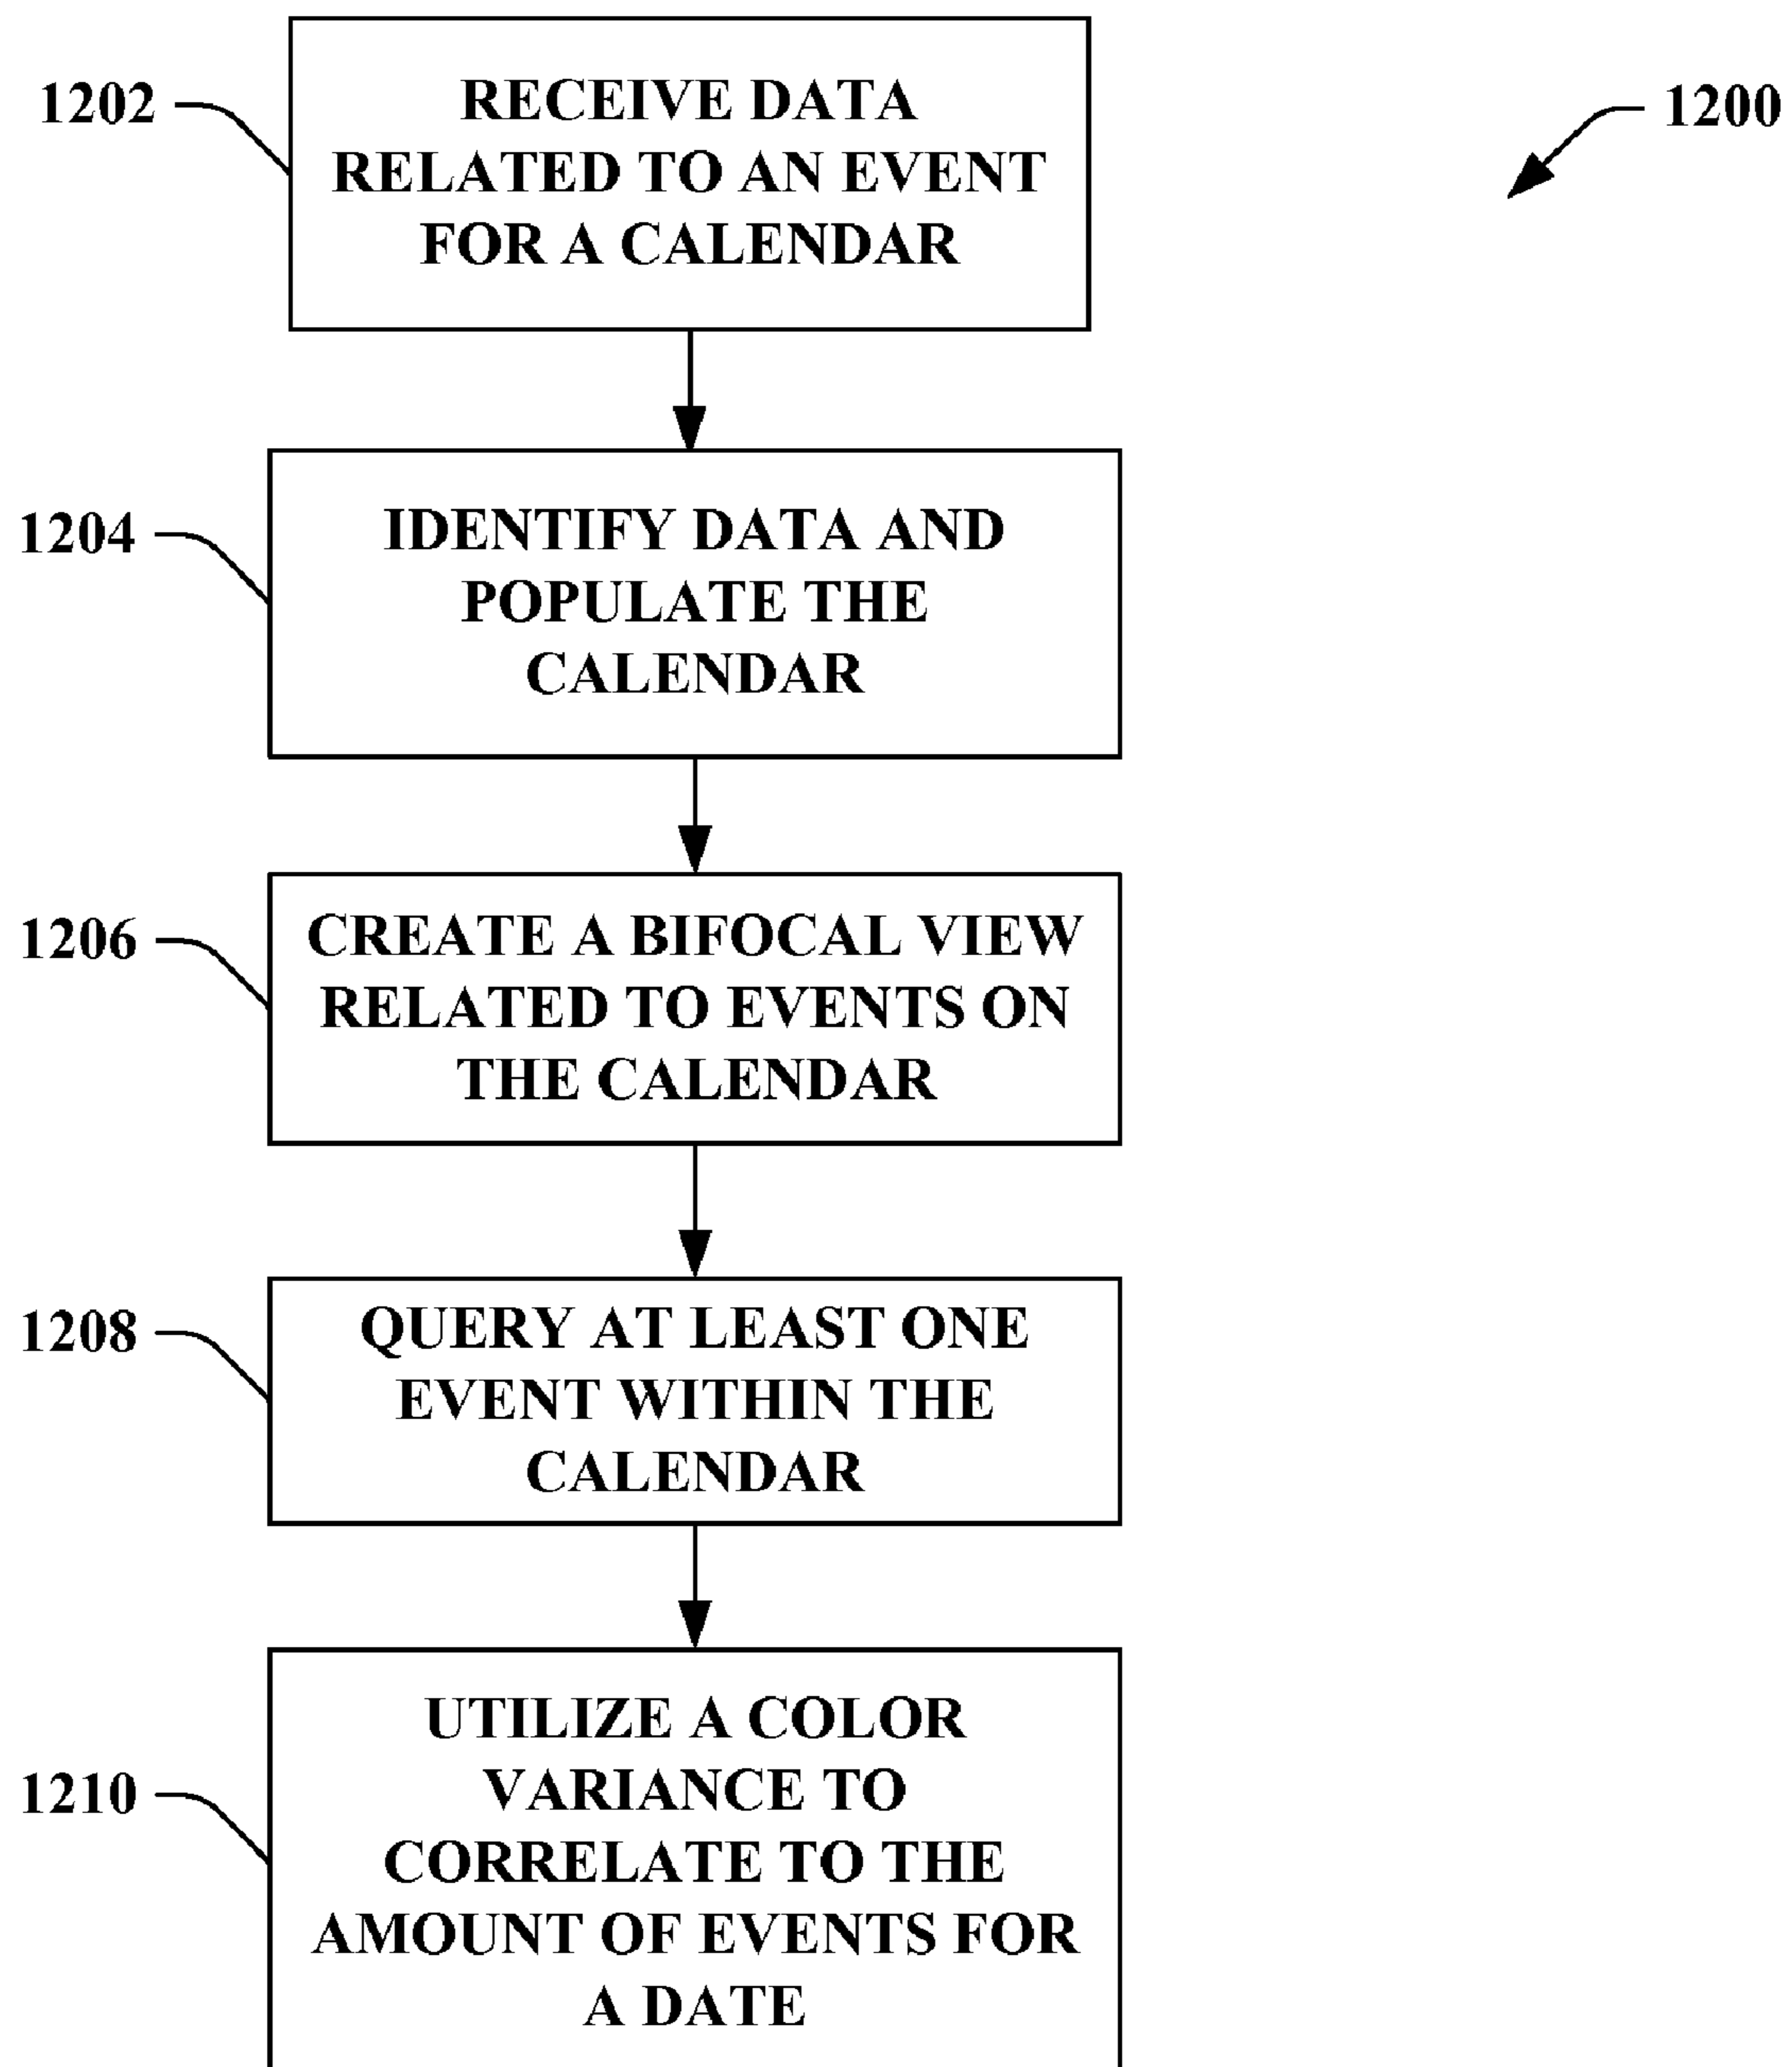 1200
1202
RECEIVE DATA
RELATED TO AN EVENT
FOR A CALENDAR
1204
IDENTIFY DATA AND
POPULATE THE
CALENDAR
1206
CREATE A BIFOCAL VIEW
RELATED TO EVENTS ON
THE CALENDAR
1208
QUERY AT LEAST ONE
EVENT WITHIN THE
CALENDAR
1210
UTILIZE A COLOR
VARIANCE TO
CORRELATE TO THE
AMOUNT OF EVENTS FOR
A DATE